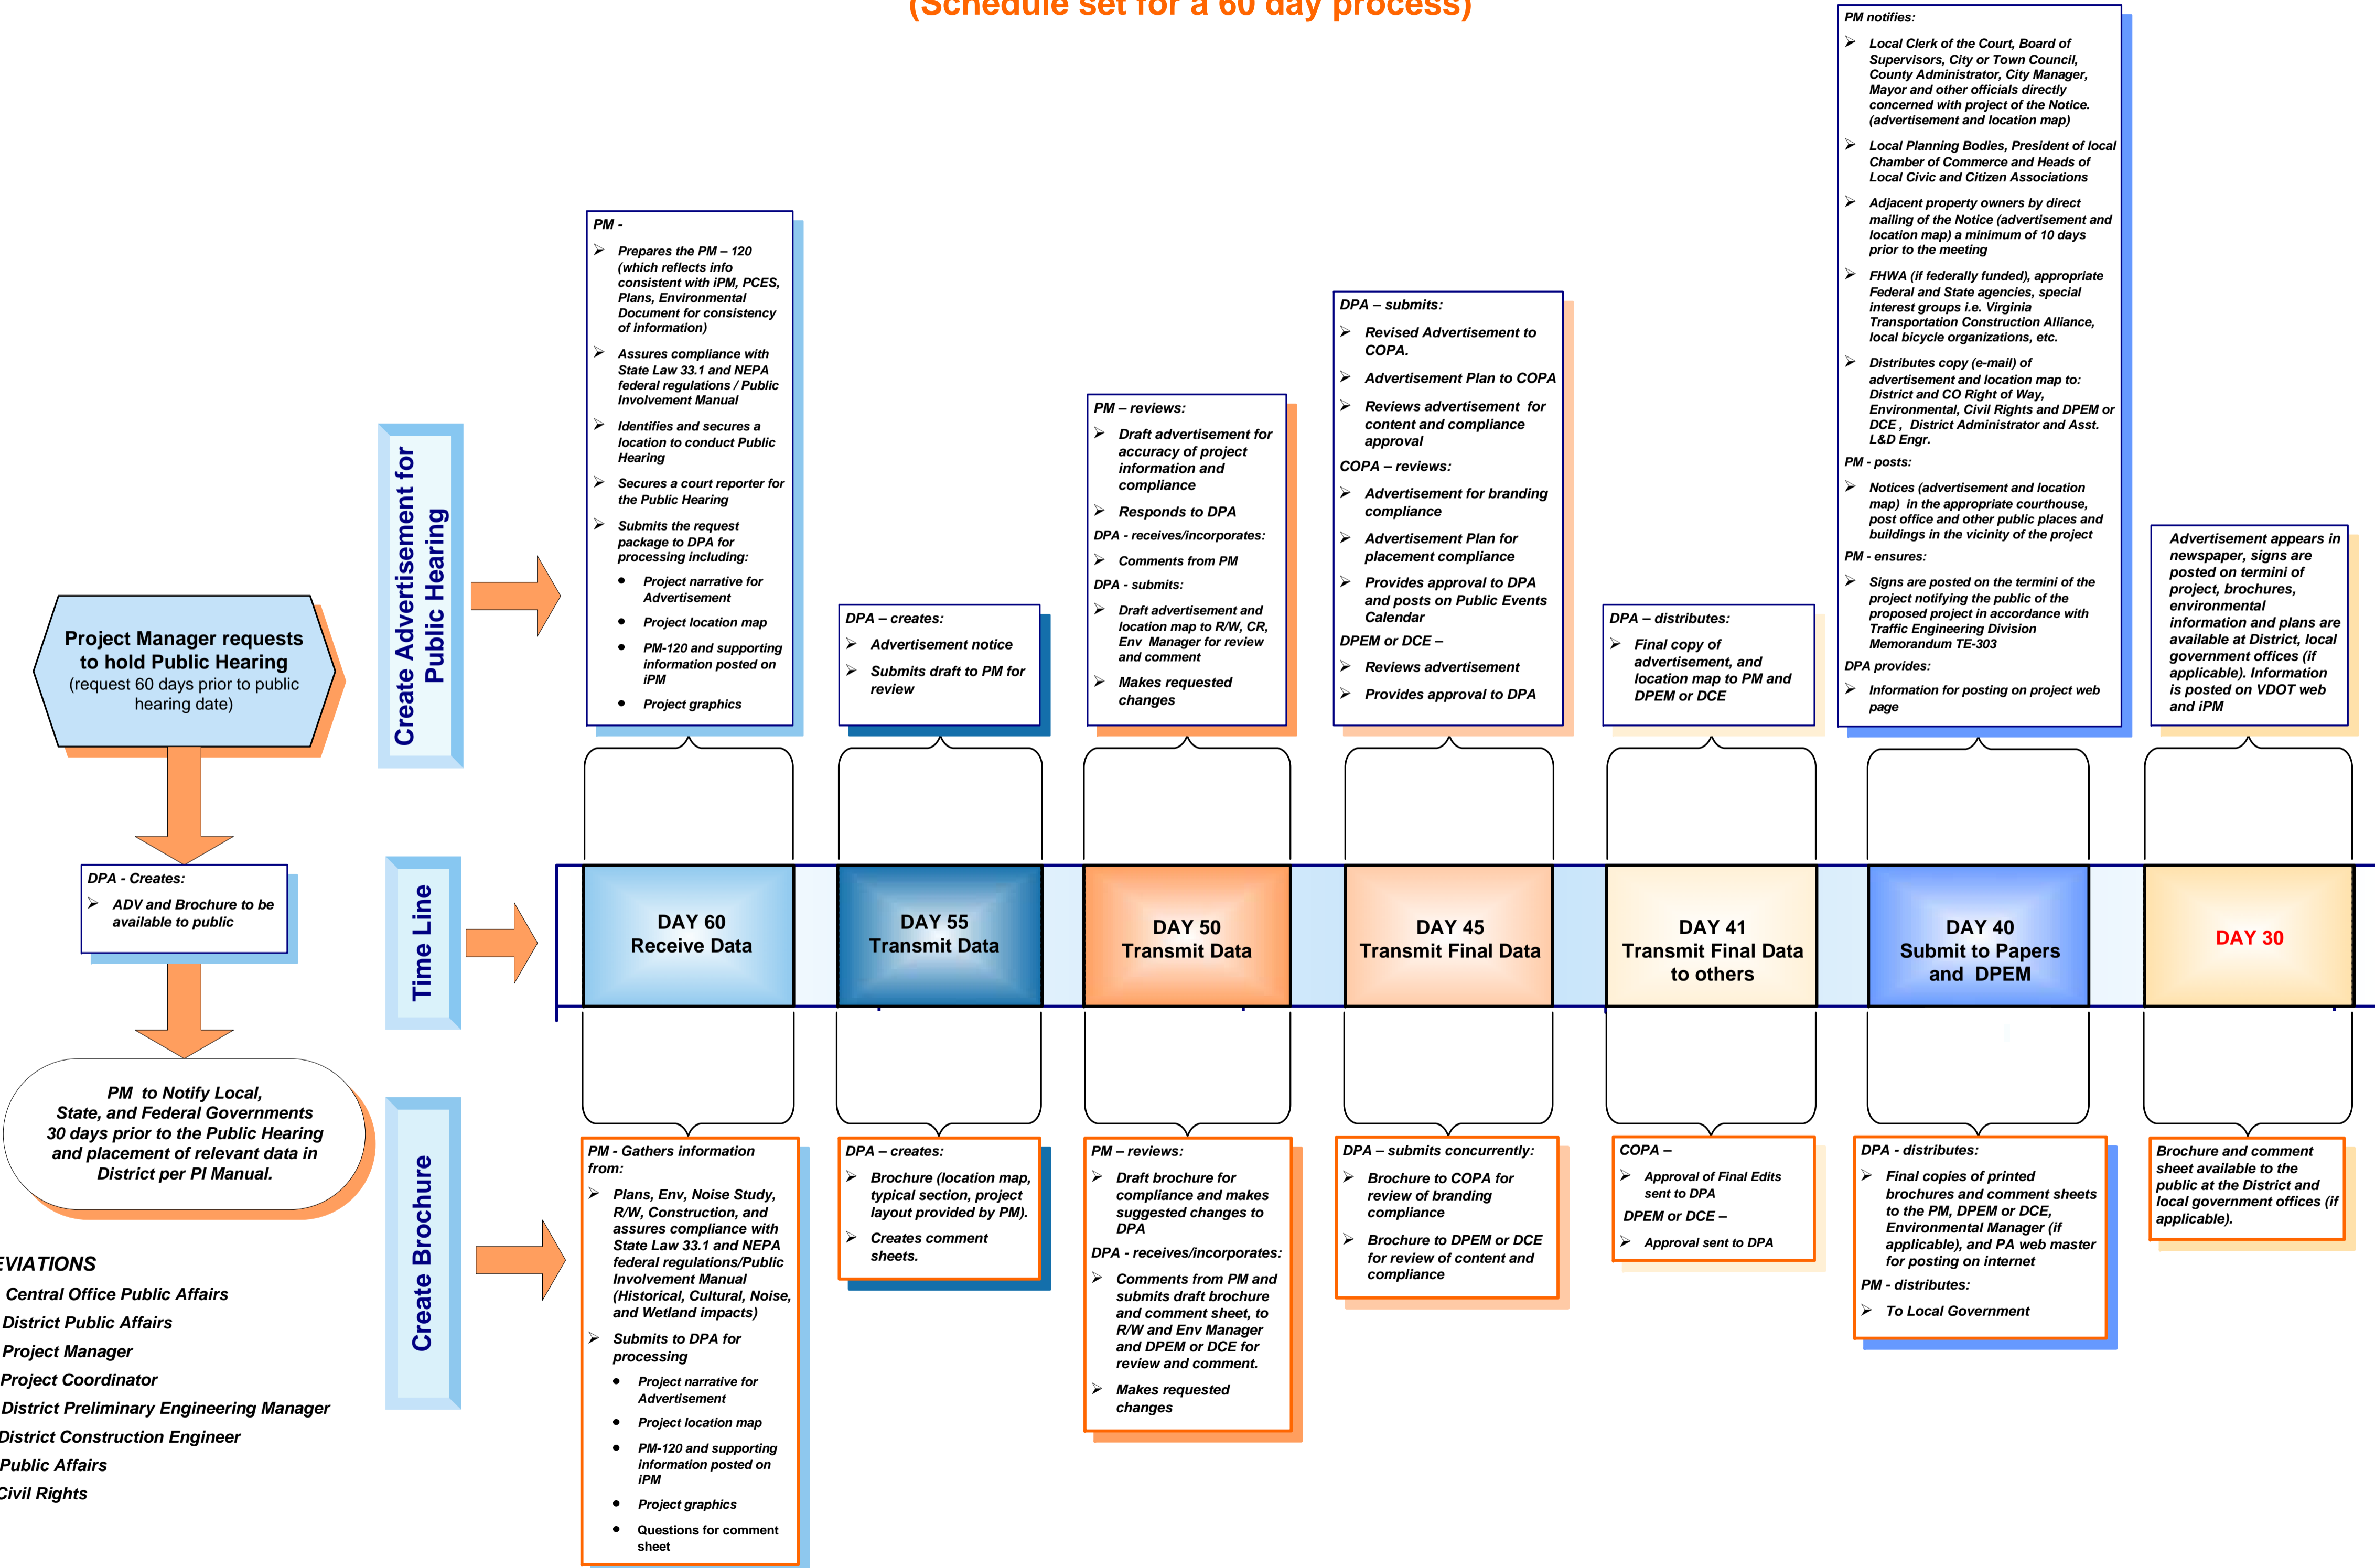 (Schedule set for a 60 day process)
Project Manager requests
to hold Public Hearing
(request 60 days prior to public
hearing date)
DPA - Creates:
➢ ADV and Brochure to be
available to public
PM  to Notify Local,
State, and Federal Governments
30 days prior to the Public Hearing
and placement of relevant data in
District per PI Manual.
EVIATIONS
Central Office Public Affairs
District Public Affairs
Project Manager
Project Coordinator
District Preliminary Engineering Manager
District Construction Engineer
Public Affairs
Civil Rights
Create Advertisement for
Public Hearing
PM -
➢ Prepares the PM – 120
(which reflects info
consistent with iPM, PCES,
Plans, Environmental
Document for consistency
of information)
➢ Assures compliance with
State Law 33.1 and NEPA
federal regulations / Public
Involvement Manual
➢ Identifies and secures a
location to conduct Public
Hearing
➢ Secures a court reporter for
the Public Hearing
➢ Submits the request
package to DPA for
processing including:
• Project narrative for
Advertisement
• Project location map
• PM-120 and supporting
information posted on
iPM
• Project graphics
DPA – creates:
➢ Advertisement notice
➢ Submits draft to PM for
review
PM – reviews:
➢ Draft advertisement for
accuracy of project
information and
compliance
➢ Responds to DPA
DPA - receives/incorporates:
➢ Comments from PM
DPA - submits:
➢ Draft advertisement and
location map to R/W, CR,
Env  Manager for review
and comment
➢ Makes requested
changes
DPA – submits:
➢ Revised Advertisement to
COPA.
➢ Advertisement Plan to COPA
➢ Reviews advertisement  for
content and compliance
approval
COPA – reviews:
➢ Advertisement for branding
compliance
➢ Advertisement Plan for
placement compliance
➢ Provides approval to DPA
and posts on Public Events
Calendar
DPEM or DCE –
➢ Reviews advertisement
➢ Provides approval to DPA
DPA – distributes:
➢ Final copy of
advertisement, and
location map to PM and
DPEM or DCE
PM notifies:
➢ Local Clerk of the Court, Board of
Supervisors, City or Town Council,
County Administrator, City Manager,
Mayor and other officials directly
concerned with project of the Notice.
(advertisement and location map)
➢ Local Planning Bodies, President of local
Chamber of Commerce and Heads of
Local Civic and Citizen Associations
➢ Adjacent property owners by direct
mailing of the Notice (advertisement and
location map) a minimum of 10 days
prior to the meeting
➢ FHWA (if federally funded), appropriate
Federal and State agencies, special
interest groups i.e. Virginia
Transportation Construction Alliance,
local bicycle organizations, etc.
➢ Distributes copy (e-mail) of
advertisement and location map to:
District and CO Right of Way,
Environmental, Civil Rights and DPEM or
DCE ,  District Administrator and Asst.
L&D Engr.
PM - posts:
➢ Notices (advertisement and location
map)  in the appropriate courthouse,
post office and other public places and
buildings in the vicinity of the project
PM - ensures:
➢ Signs are posted on the termini of the
project notifying the public of the
proposed project in accordance with
Traffic Engineering Division
Memorandum TE-303
DPA provides:
➢ Information for posting on project web
page
Advertisement appears in
newspaper, signs are
posted on termini of
project, brochures,
environmental
information and plans are
available at District, local
government offices (if
applicable). Information
is posted on VDOT web
and iPM
Time Line
DAY 60
Receive Data
DAY 55
Transmit Data
DAY 50
Transmit Data
DAY 45
Transmit Final Data
DAY 41
Transmit Final Data
to others
DAY 40
Submit to Papers
and  DPEM
DAY 30
Create Brochure
PM - Gathers information
from:
➢ Plans, Env, Noise Study,
R/W, Construction, and
assures compliance with
State Law 33.1 and NEPA
federal regulations/Public
Involvement Manual
(Historical, Cultural, Noise,
and Wetland impacts)
➢ Submits to DPA for
processing
• Project narrative for
Advertisement
• Project location map
• PM-120 and supporting
information posted on
iPM
• Project graphics
• Questions for comment
sheet
DPA – creates:
➢ Brochure (location map,
typical section, project
layout provided by PM).
➢ Creates comment
sheets.
PM – reviews:
➢ Draft brochure for
compliance and makes
suggested changes to
DPA
DPA - receives/incorporates:
➢ Comments from PM and
submits draft brochure
and comment sheet, to
R/W and Env Manager
and DPEM or DCE for
review and comment.
➢ Makes requested
changes
DPA – submits concurrently:
➢ Brochure to COPA for
review of branding
compliance
➢ Brochure to DPEM or DCE
for review of content and
compliance
COPA –
➢ Approval of Final Edits
sent to DPA
DPEM or DCE –
➢ Approval sent to DPA
DPA - distributes:
➢ Final copies of printed
brochures and comment sheets
to the PM, DPEM or DCE,
Environmental Manager (if
applicable), and PA web master
for posting on internet
PM - distributes:
➢ To Local Government
Brochure and comment
sheet available to the
public at the District and
local government offices (if
applicable).